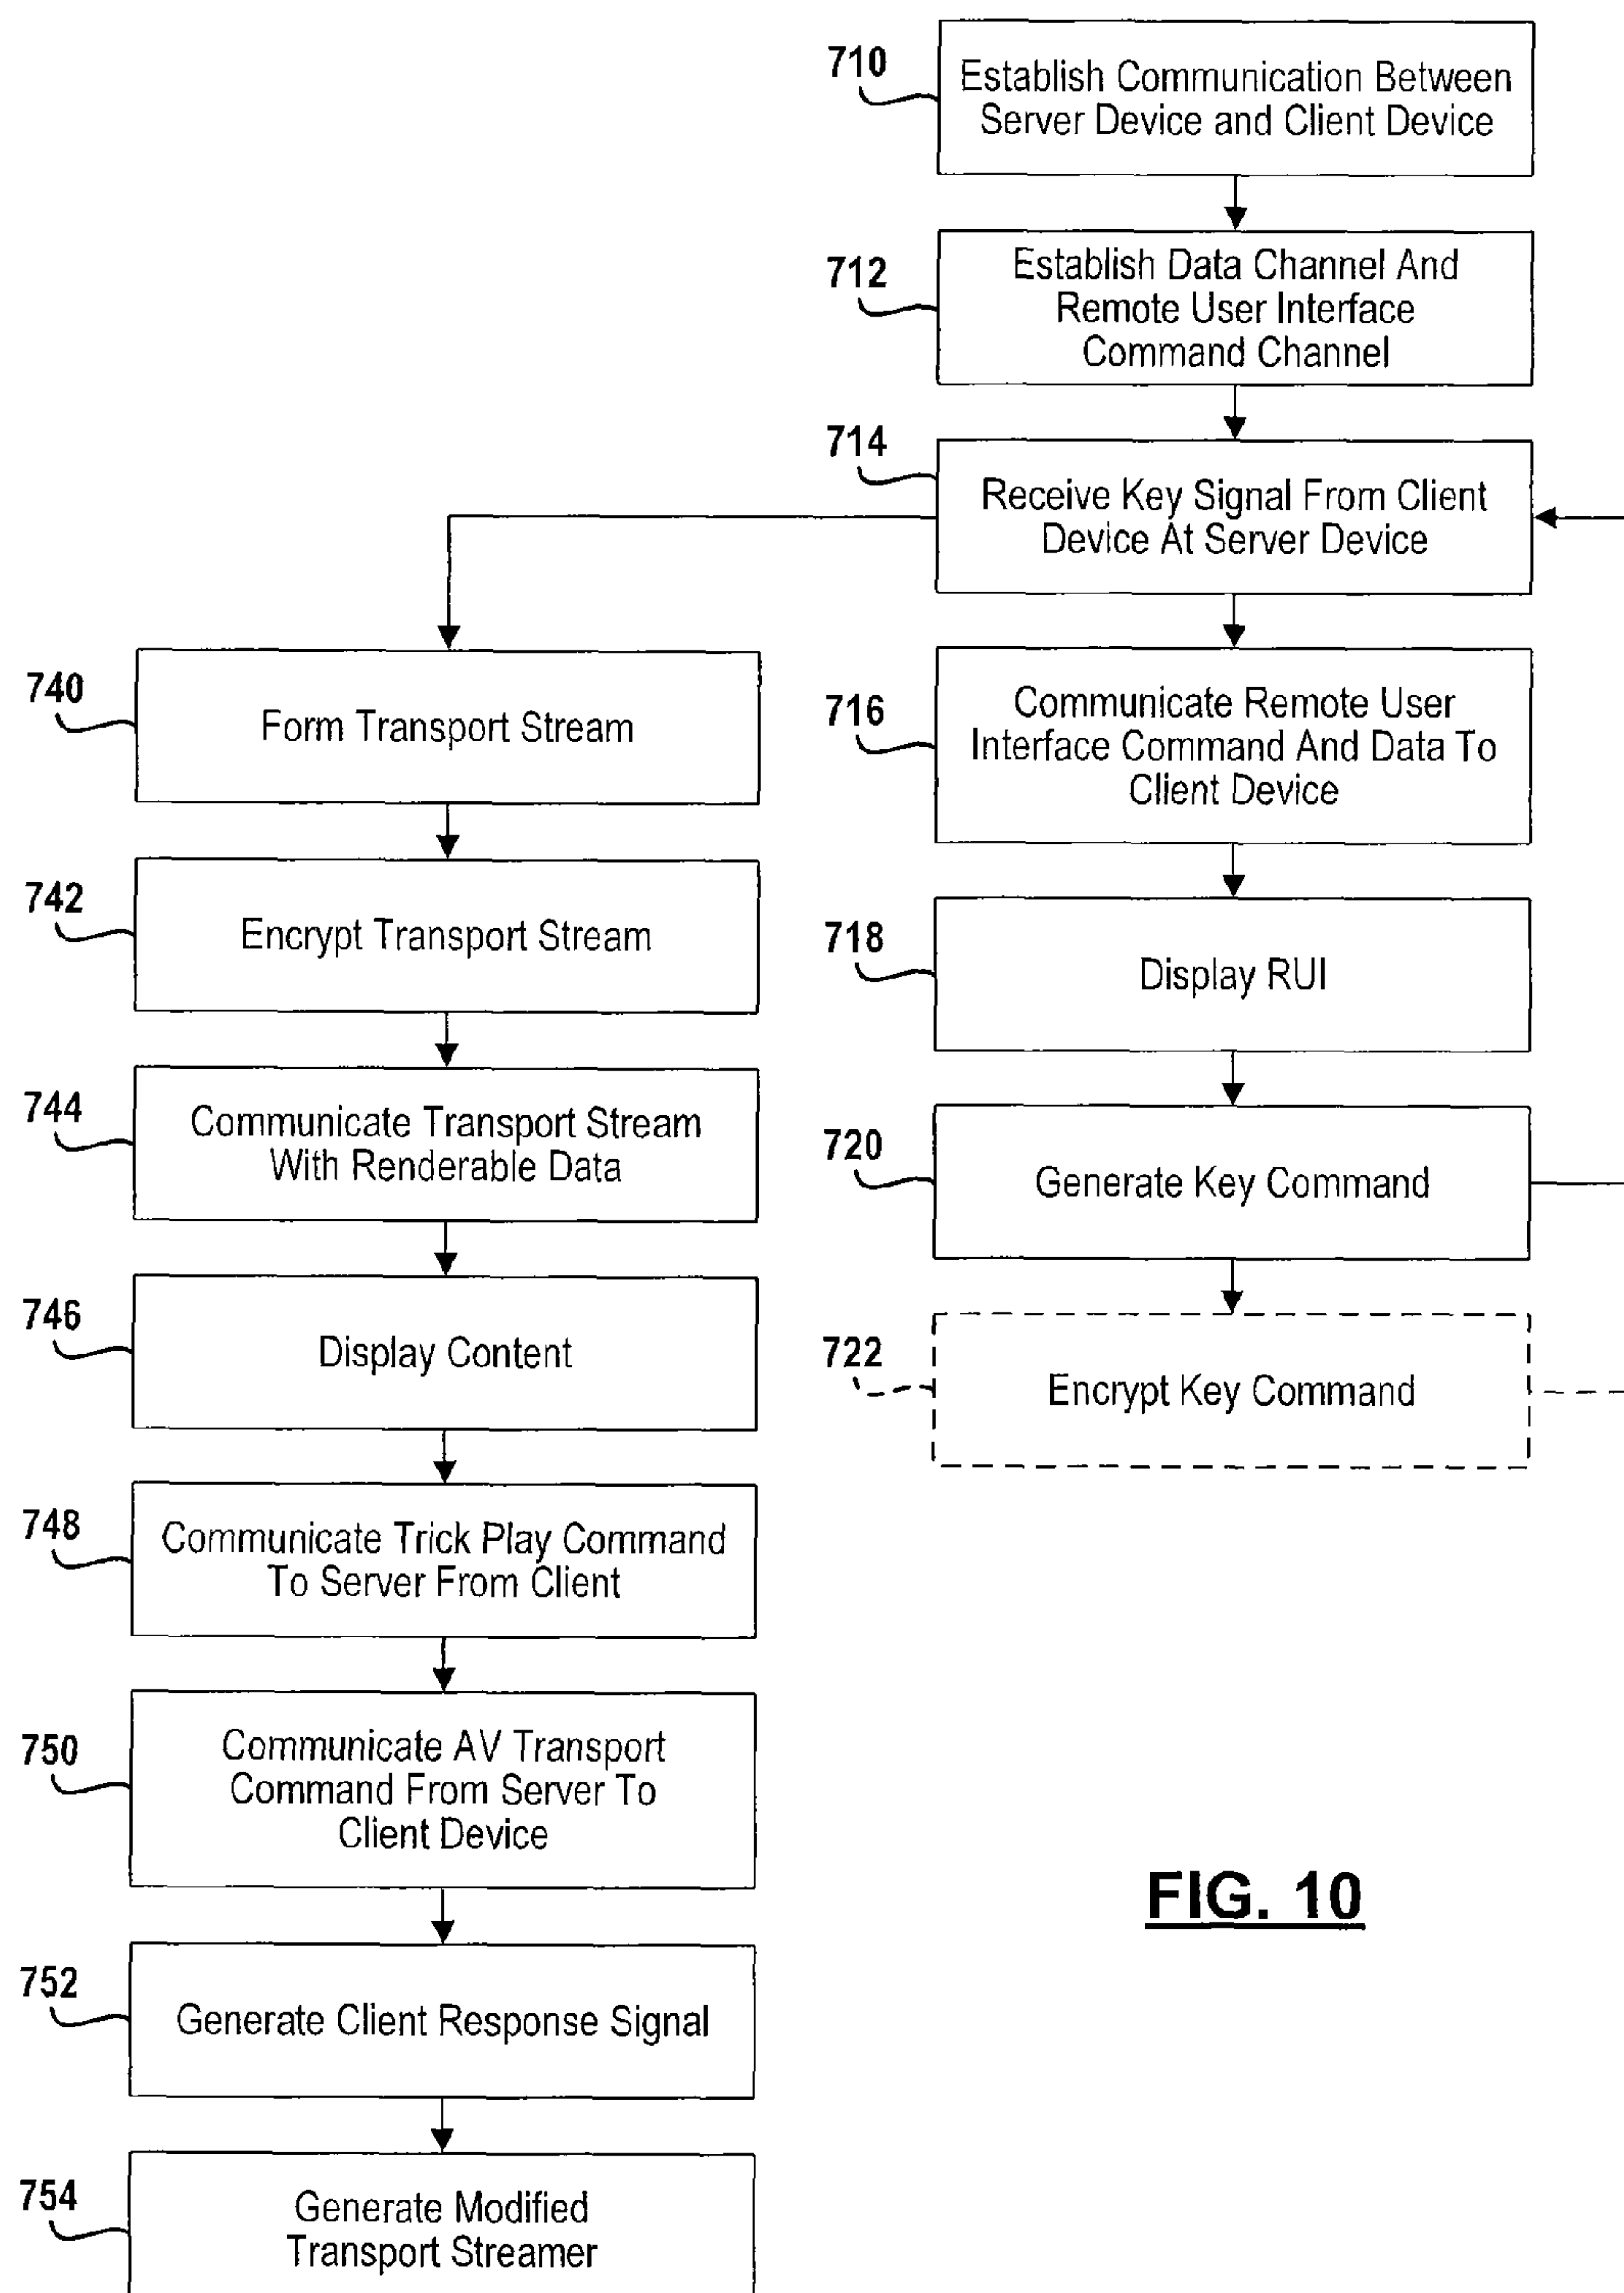 710
Establish Communication Between
Server Device and Client Device
712
Establish Data Channel And
Remote User Interface
Command Channel
714
Receive Key Signal From Client
Device At Server Device
716
Communicate Remote User
Interface Command And Data To
Client Device
718
Display RUI
720
Generate Key Command
722
Encrypt Key Command
740
Form Transport Stream
742
Encrypt Transport Stream
744
Communicate Transport Stream
With Renderable Data
746
Display Content
748
Communicate Trick Play Command
To Server From Client
750
Communicate AV Transport
Command From Server To
Client Device
752
Generate Client Response Signal
754
Generate Modified
Transport Streamer
FIG. 10